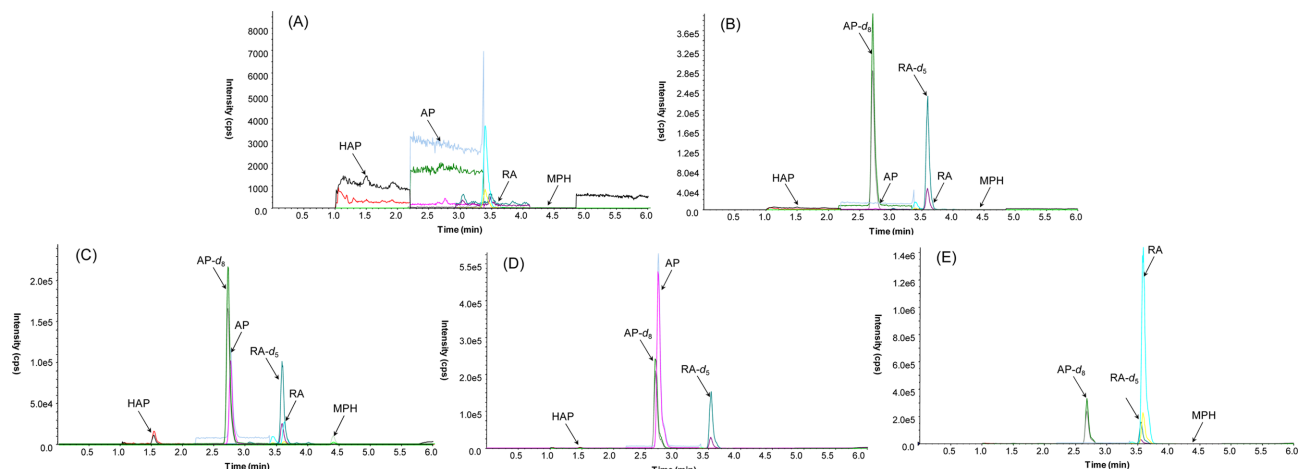 (A)
Intensity (cps)
8000
7000
6000
5000
4000
3000
2000
1000
0.0
HAP
AP
RA
MPH
0.5 1.0 1.5 2.0 2.5 3.0 3.5 4.0 4.5 5.0 5.5 6.0
Time (min)
(B)
Intensity (cps)
3.6e5
3.2e5
2.8e5
2.4e5
2.0e5
1.6e5
1.2e5
8.0e4
4.0e4
0.0
AP-d8
RA-d5
HAP
AP
RA
MPH
0.5 1.0 1.5 2.0 2.5 3.0 3.5 4.0 4.5 5.0 5.5 6.0
Time (min)
(C)
Intensity (cps)
2.0e5
1.5e5
1.0e5
5.0e4
0.0
AP-d8
AP
RA-d5
HAP
RA
MPH
0.5 1.0 1.5 2.0 2.5 3.0 3.5 4.0 4.5 5.0 5.5 6.0
Time (min)
(D)
Intensity (cps)
5.5e5
5.0e5
4.0e5
3.0e5
2.0e5
1.0e5
0.0
AP
AP-d8
RA-d5
HAP
0.5 1.0 1.5 2.0 2.5 3.0 3.5 4.0 4.5 5.0 5.5 6.0
Time (min)
(E)
Intensity (cps)
1.4e6
1.2e6
1.0e6
8.0e5
6.0e5
4.0e5
2.0e5
0.0
RA
AP-d8
RA-d5
MPH
0.5 1.0 1.5 2.0 2.5 3.0 3.5 4.0 4.5 5.0 5.5 6.0
Time (min)